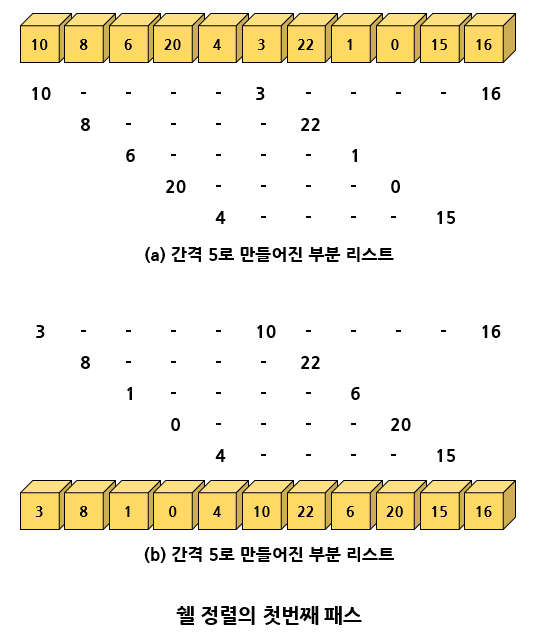 10 8 6 20 4 3 22 1 0 15 16
10 - - - - 3 - - - - 16
8 - - - - 22
6 - - - - 1
20 - - - - 0
4 - - - - 15
(a) 간격 5로 만들어진 부분 리스트
3 - - - - 10 - - - - 16
8 - - - - 22
1 - - - - 6
0 - - - - 20
4 - - - - 15
3 8 1 0 4 10 22 6 20 15 16
(b) 간격 5로 만들어진 부분 리스트
쉘 정렬의 첫번째 패스